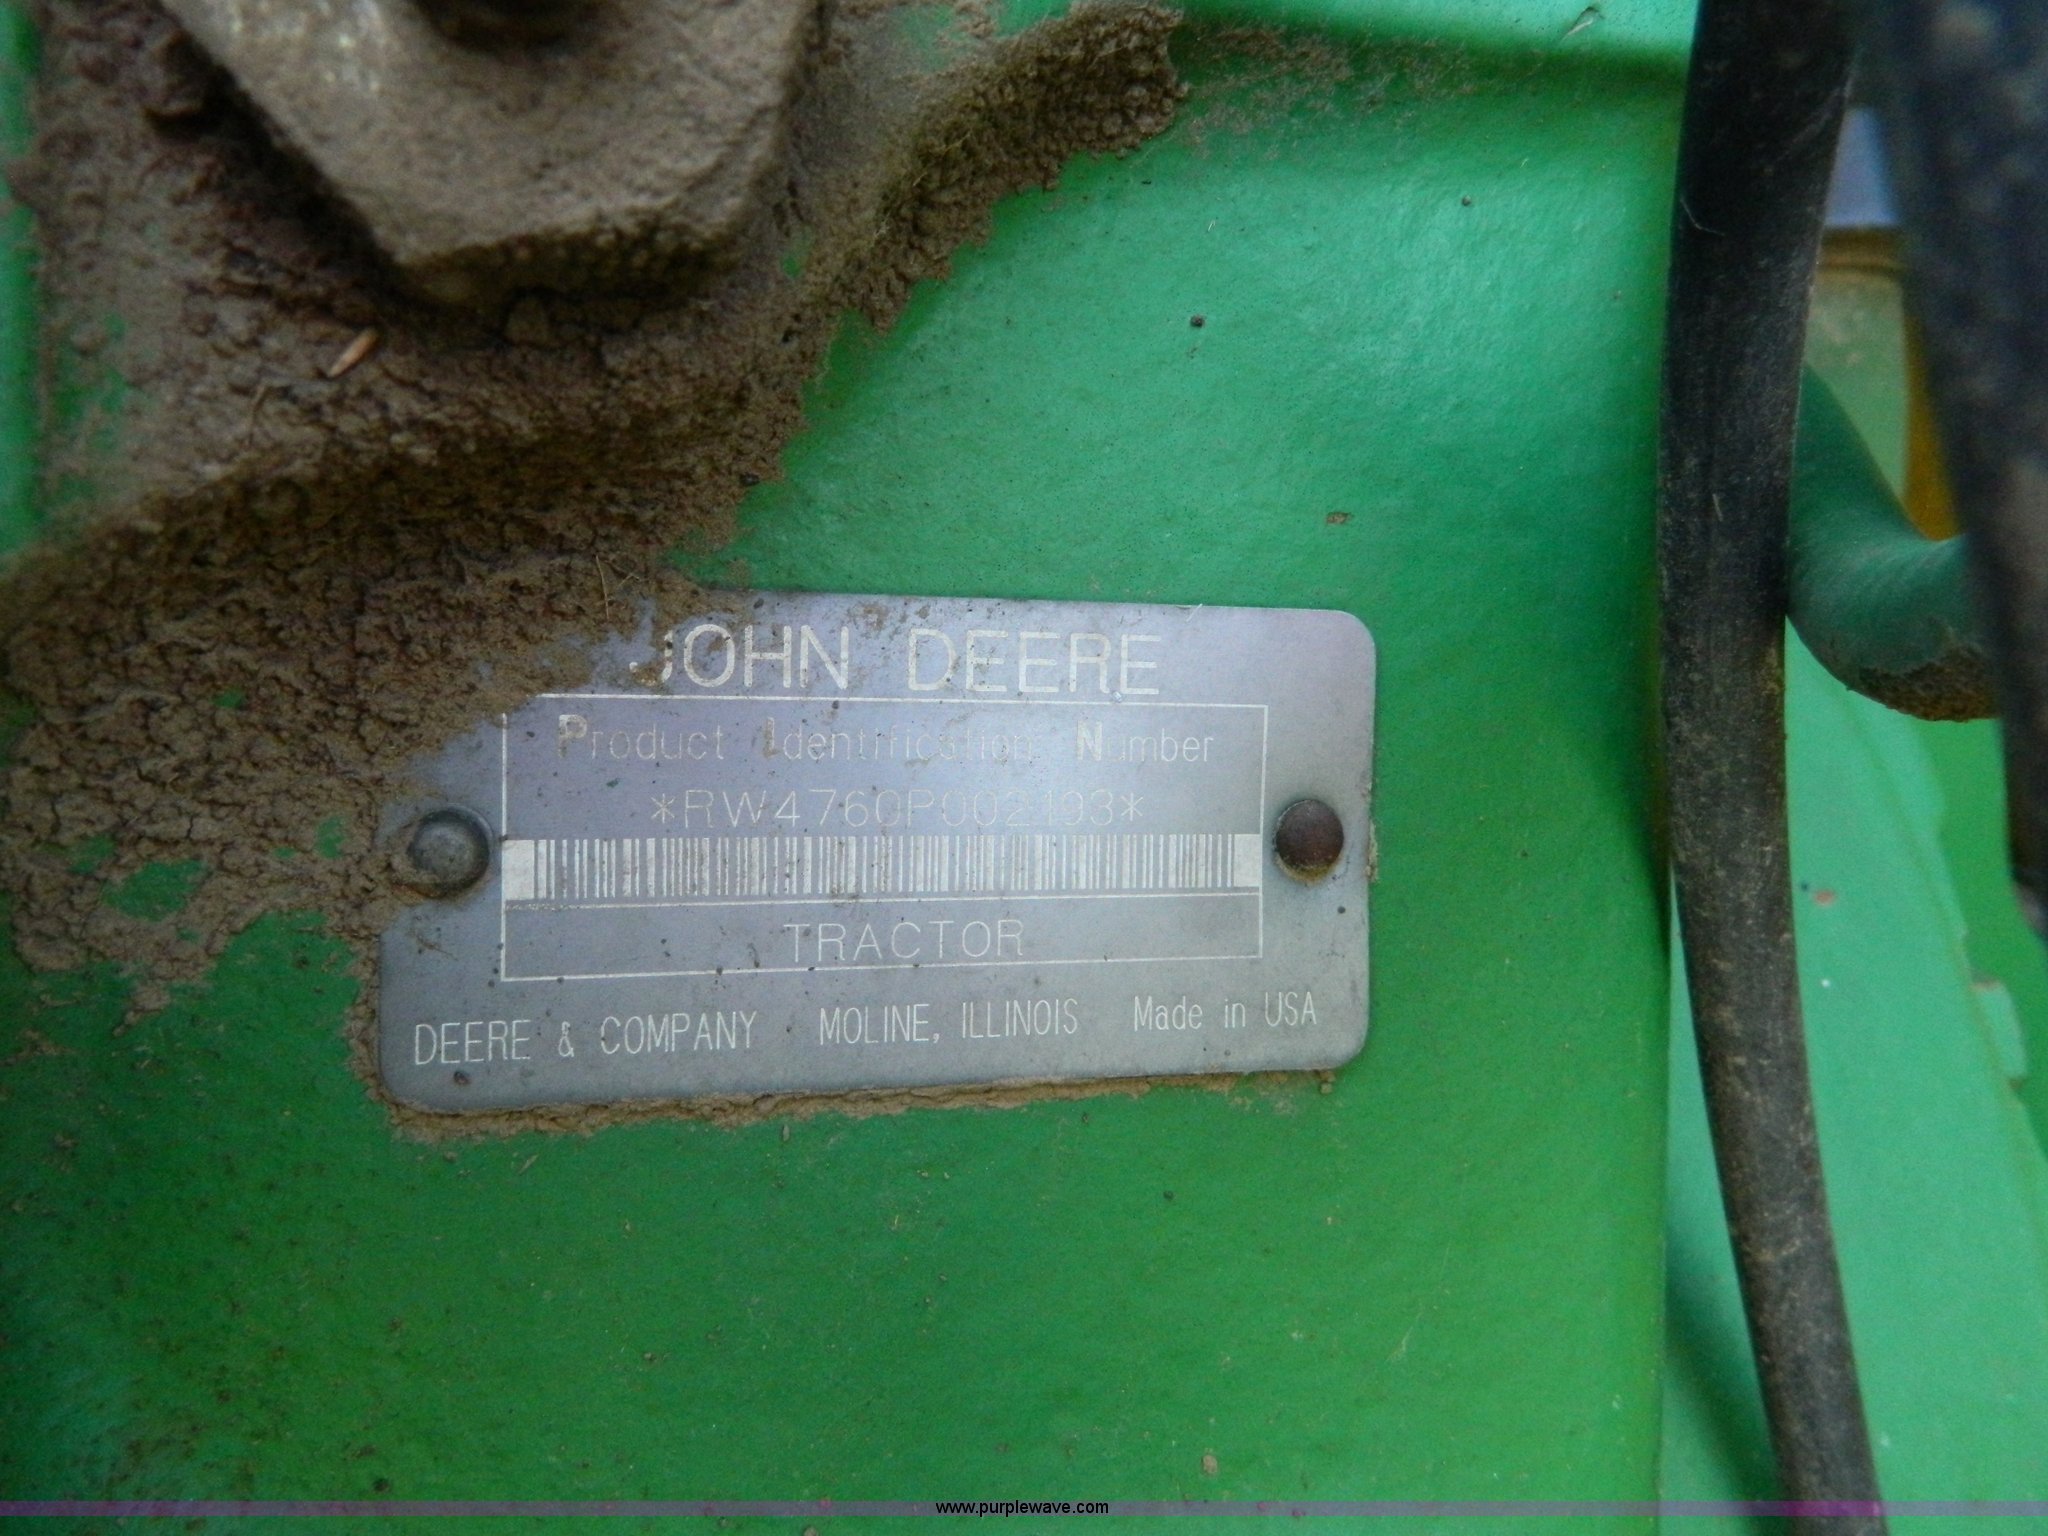 JOHN DEERE
Product Identification Number
*RW4760P002193*
TRACTOR
DEERE & COMPANY MOLINE, ILLINOIS Made in USA
www.purplewave.com